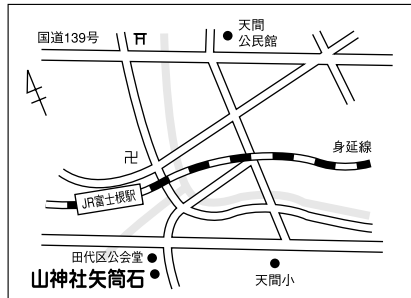 国道139号
天間
公民館
身延線
JR富士根駅
田代区公会堂
山神社矢筒石
天間小